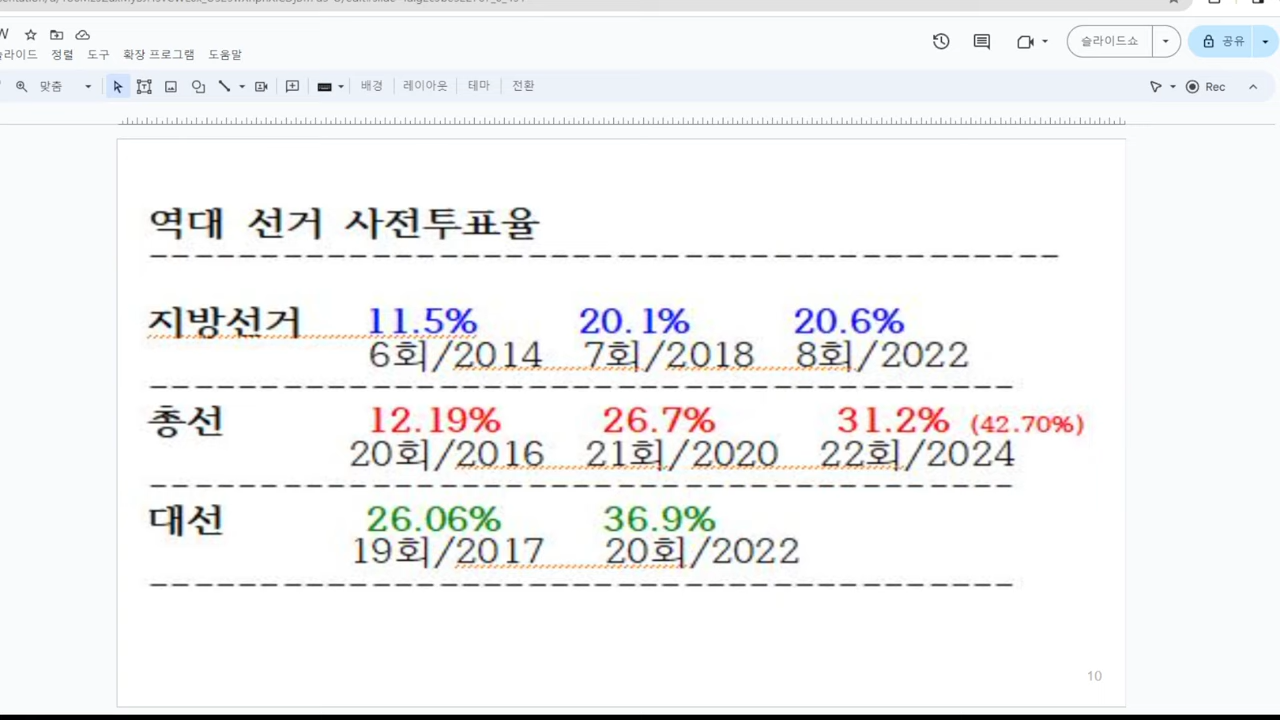 슬라이드 정렬 도구 확장 프로그램 도움말
슬라이드쇼
공유
맞춤
배경 레이아웃 테마 전환
Rec
역대 선거 사전투표율
지방선거 11.5% 20.1% 20.6%
6회/2014 7회/2018 8회/2022
총선 12.19% 26.7% 31.2% (42.70%)
20회/2016 21회/2020 22회/2024
대선 26.06% 36.9%
19회/2017 20회/2022
10